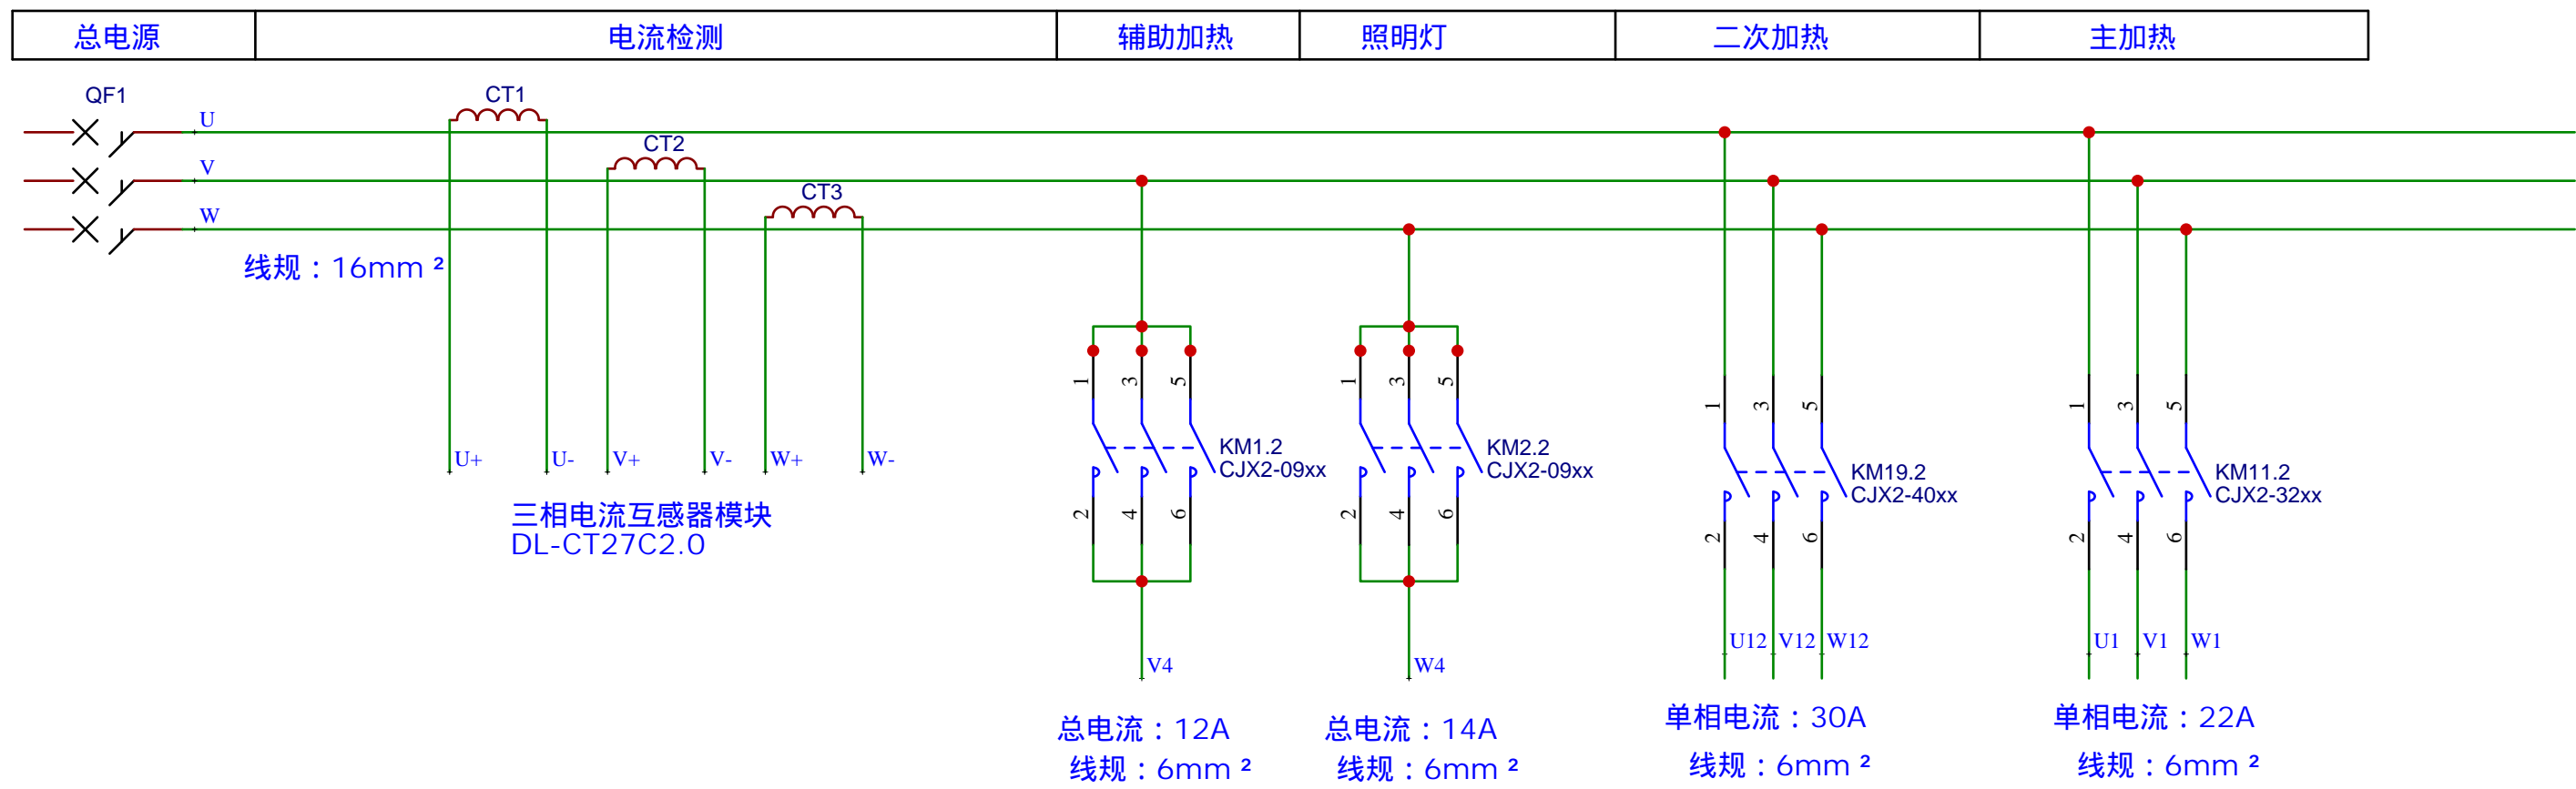 总电源
电流检测
辅助加热
照明灯
二次加热
主加热
QF1
U
V
W
线规：16mm ²
CT1
CT2
CT3
U+
U-
V+
V-
W+
W-
三相电流互感器模块
DL-CT27C2.0
1
3
5
KM1.2
CJX2-09xx
2
4
6
V4
总电流：12A
线规：6mm ²
1
3
5
KM2.2
CJX2-09xx
2
4
6
W4
总电流：14A
线规：6mm ²
1
3
5
KM19.2
CJX2-40xx
2
4
6
U12
V12
W12
单相电流：30A
线规：6mm ²
1
3
5
KM11.2
CJX2-32xx
2
4
6
U1
V1
W1
单相电流：22A
线规：6mm ²